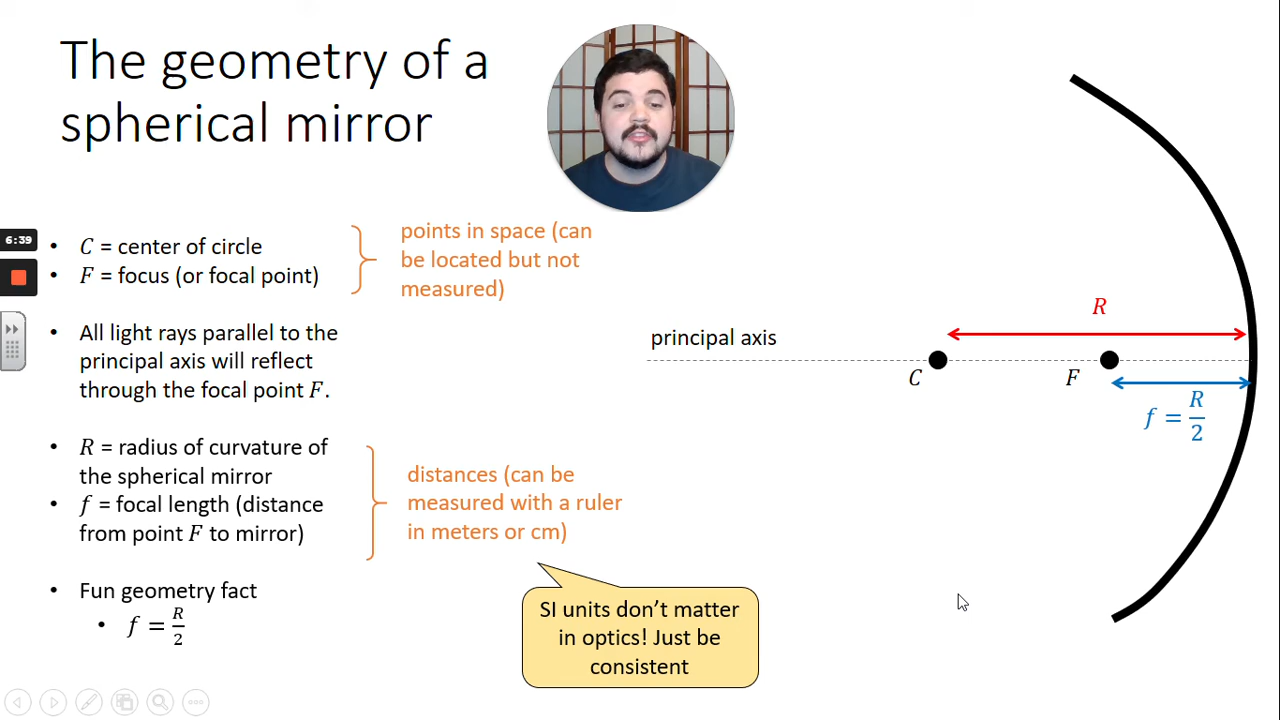 The geometry of a
spherical mirror
6:39
• C = center of circle
• F = focus (or focal point)
points in space (can
be located but not
measured)
• All light rays parallel to the
principal axis will reflect
through the focal point F.
• R = radius of curvature of
the spherical mirror
• f = focal length (distance
from point F to mirror)
distances (can be
measured with a ruler
in meters or cm)
• Fun geometry fact
• f = R/2
SI units don’t matter
in optics! Just be
consistent
principal axis
R
C
F
f = R/2